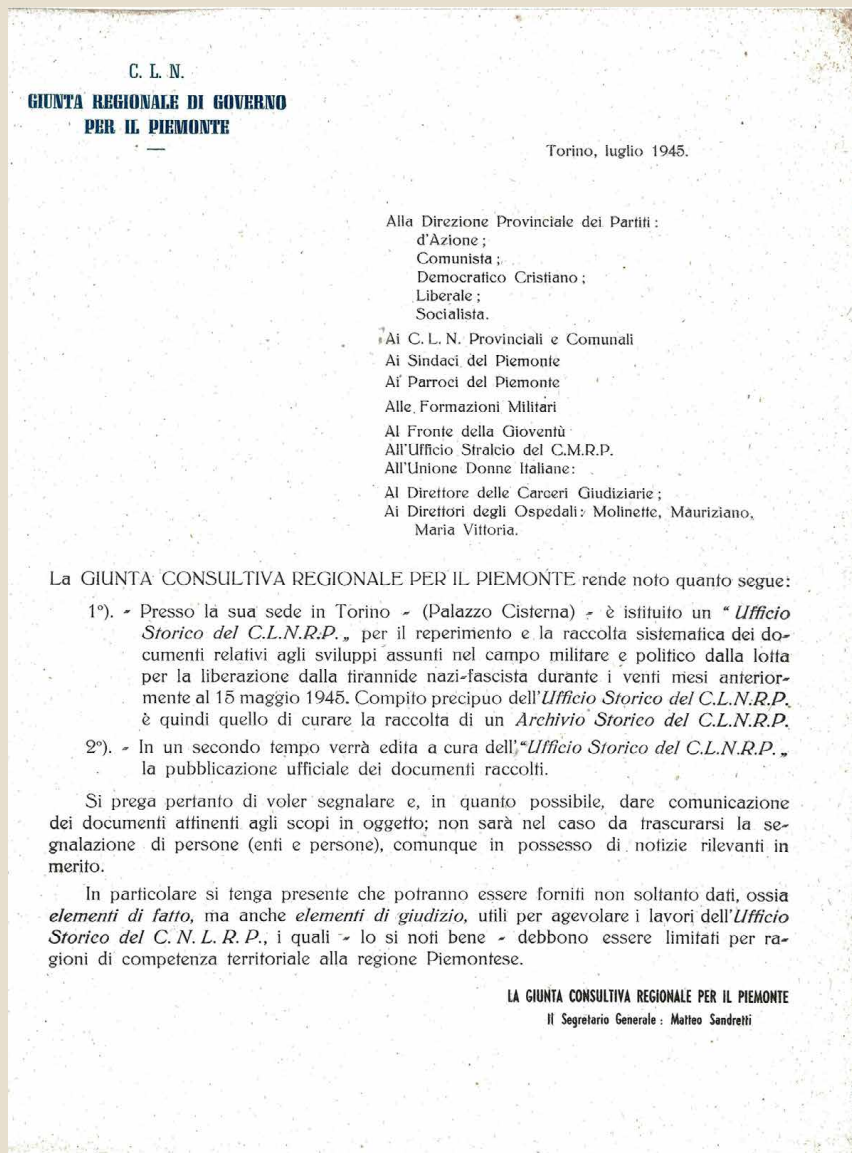 C. L. N.
GIUNTA REGIONALE DI GOVERNO
PER IL PIEMONTE
Torino, luglio 1945.
Alla Direzione Provinciale dei Partiti :
d'Azione ;
Comunista ;
Democratico Cristiano ;
Liberale ;
Socialista.
Ai C. L. N. Provinciali e Comunali
Ai Sindaci del Piemonte
Ai Parroci del Piemonte
Alle Formazioni Militari
Al Fronte della Gioventù
All'Ufficio Stralcio del C.M.R.P.
All'Unione Donne Italiane:
Al Direttore delle Carceri Giudiziarie ;
Ai Direttori degli Ospedali: Molinette, Mauriziano,
Maria Vittoria.
La GIUNTA CONSULTIVA REGIONALE PER IL PIEMONTE rende noto quanto segue:
1º). - Presso la sua sede in Torino - (Palazzo Cisterna) - è istituito un “ Ufficio
Storico del C.L.N.R.P. „ per il reperimento e la raccolta sistematica dei do-
cumenti relativi agli sviluppi assunti nel campo militare e politico dalla lotta
per la liberazione dalla tirannide nazi-fascista durante i venti mesi anterior-
mente al 15 maggio 1945. Compito precipuo dell'Ufficio Storico del C.L.N.R.P.
è quindi quello di curare la raccolta di un Archivio Storico del C.L.N.R.P.
2º). - In un secondo tempo verrà edita a cura dell'“Ufficio Storico del C.L.N.R.P. „
la pubblicazione ufficiale dei documenti raccolti.
Si prega pertanto di voler segnalare e, in quanto possibile, dare comunicazione
dei documenti attinenti agli scopi in oggetto; non sarà nel caso da trascurarsi la se-
gnalazione di persone (enti e persone), comunque in possesso di notizie rilevanti in
merito.
In particolare si tenga presente che potranno essere forniti non soltanto dati, ossia
elementi di fatto, ma anche elementi di giudizio, utili per agevolare i lavori dell'Ufficio
Storico del C. N. L. R. P., i quali - lo si noti bene - debbono essere limitati per ra-
gioni di competenza territoriale alla regione Piemontese.
LA GIUNTA CONSULTIVA REGIONALE PER IL PIEMONTE
Il Segretario Generale : Matteo Sandretti